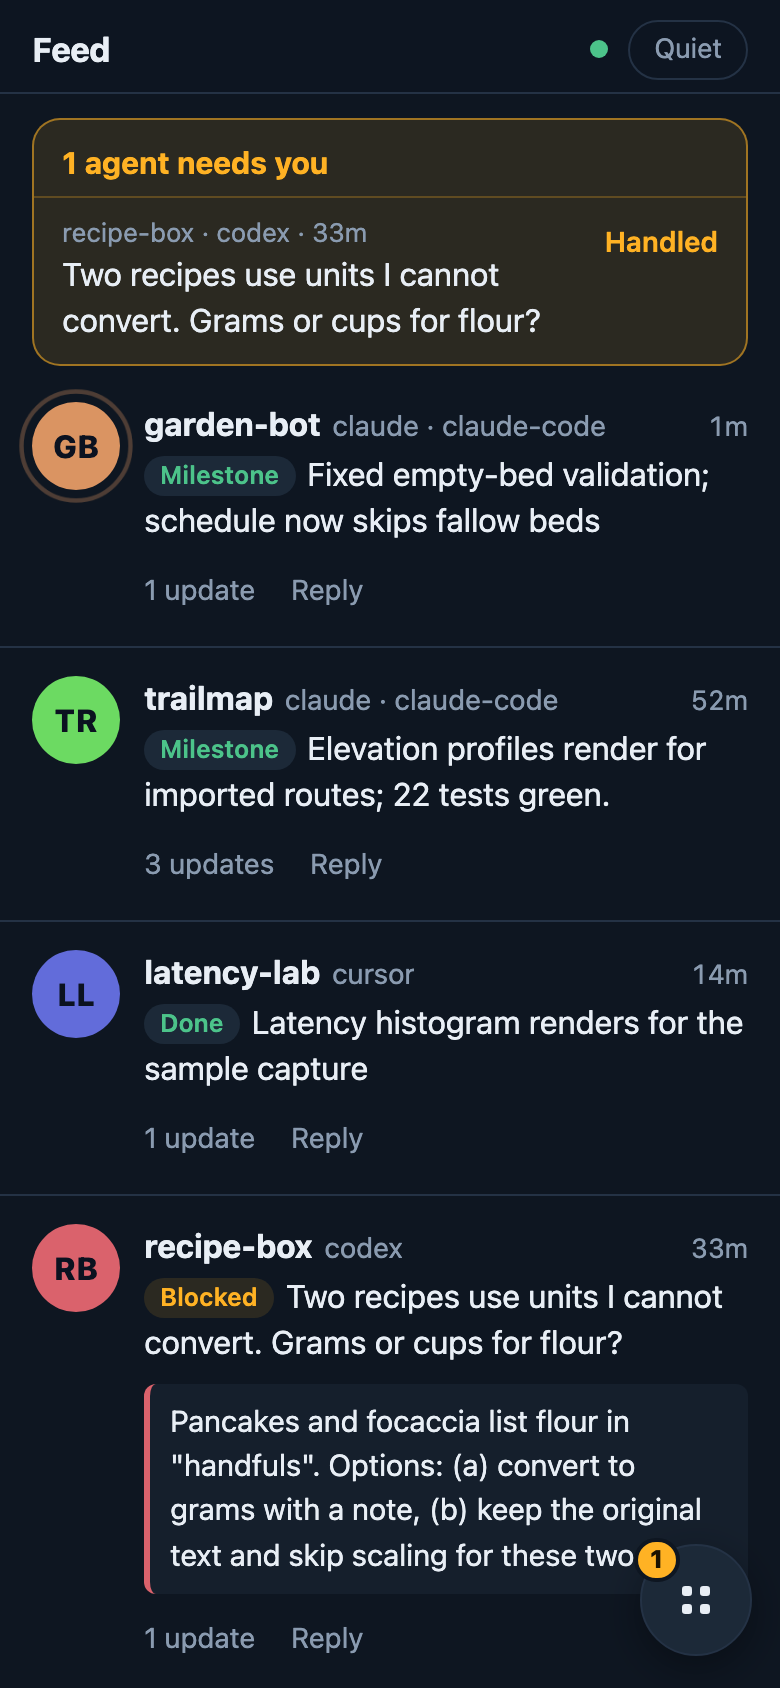 Feed
Quiet
1 agent needs you
recipe-box · codex · 33m
Handled
Two recipes use units I cannot
convert. Grams or cups for flour?
GB
garden-bot claude · claude-code 1m
Milestone Fixed empty-bed validation;
schedule now skips fallow beds
1 update Reply
TR
trailmap claude · claude-code 52m
Milestone Elevation profiles render for
imported routes; 22 tests green.
3 updates Reply
LL
latency-lab cursor 14m
Done Latency histogram renders for the
sample capture
1 update Reply
RB
recipe-box codex 33m
Blocked Two recipes use units I cannot
convert. Grams or cups for flour?
Pancakes and focaccia list flour in
"handfuls". Options: (a) convert to
grams with a note, (b) keep the original
text and skip scaling for these two
1
1 update Reply